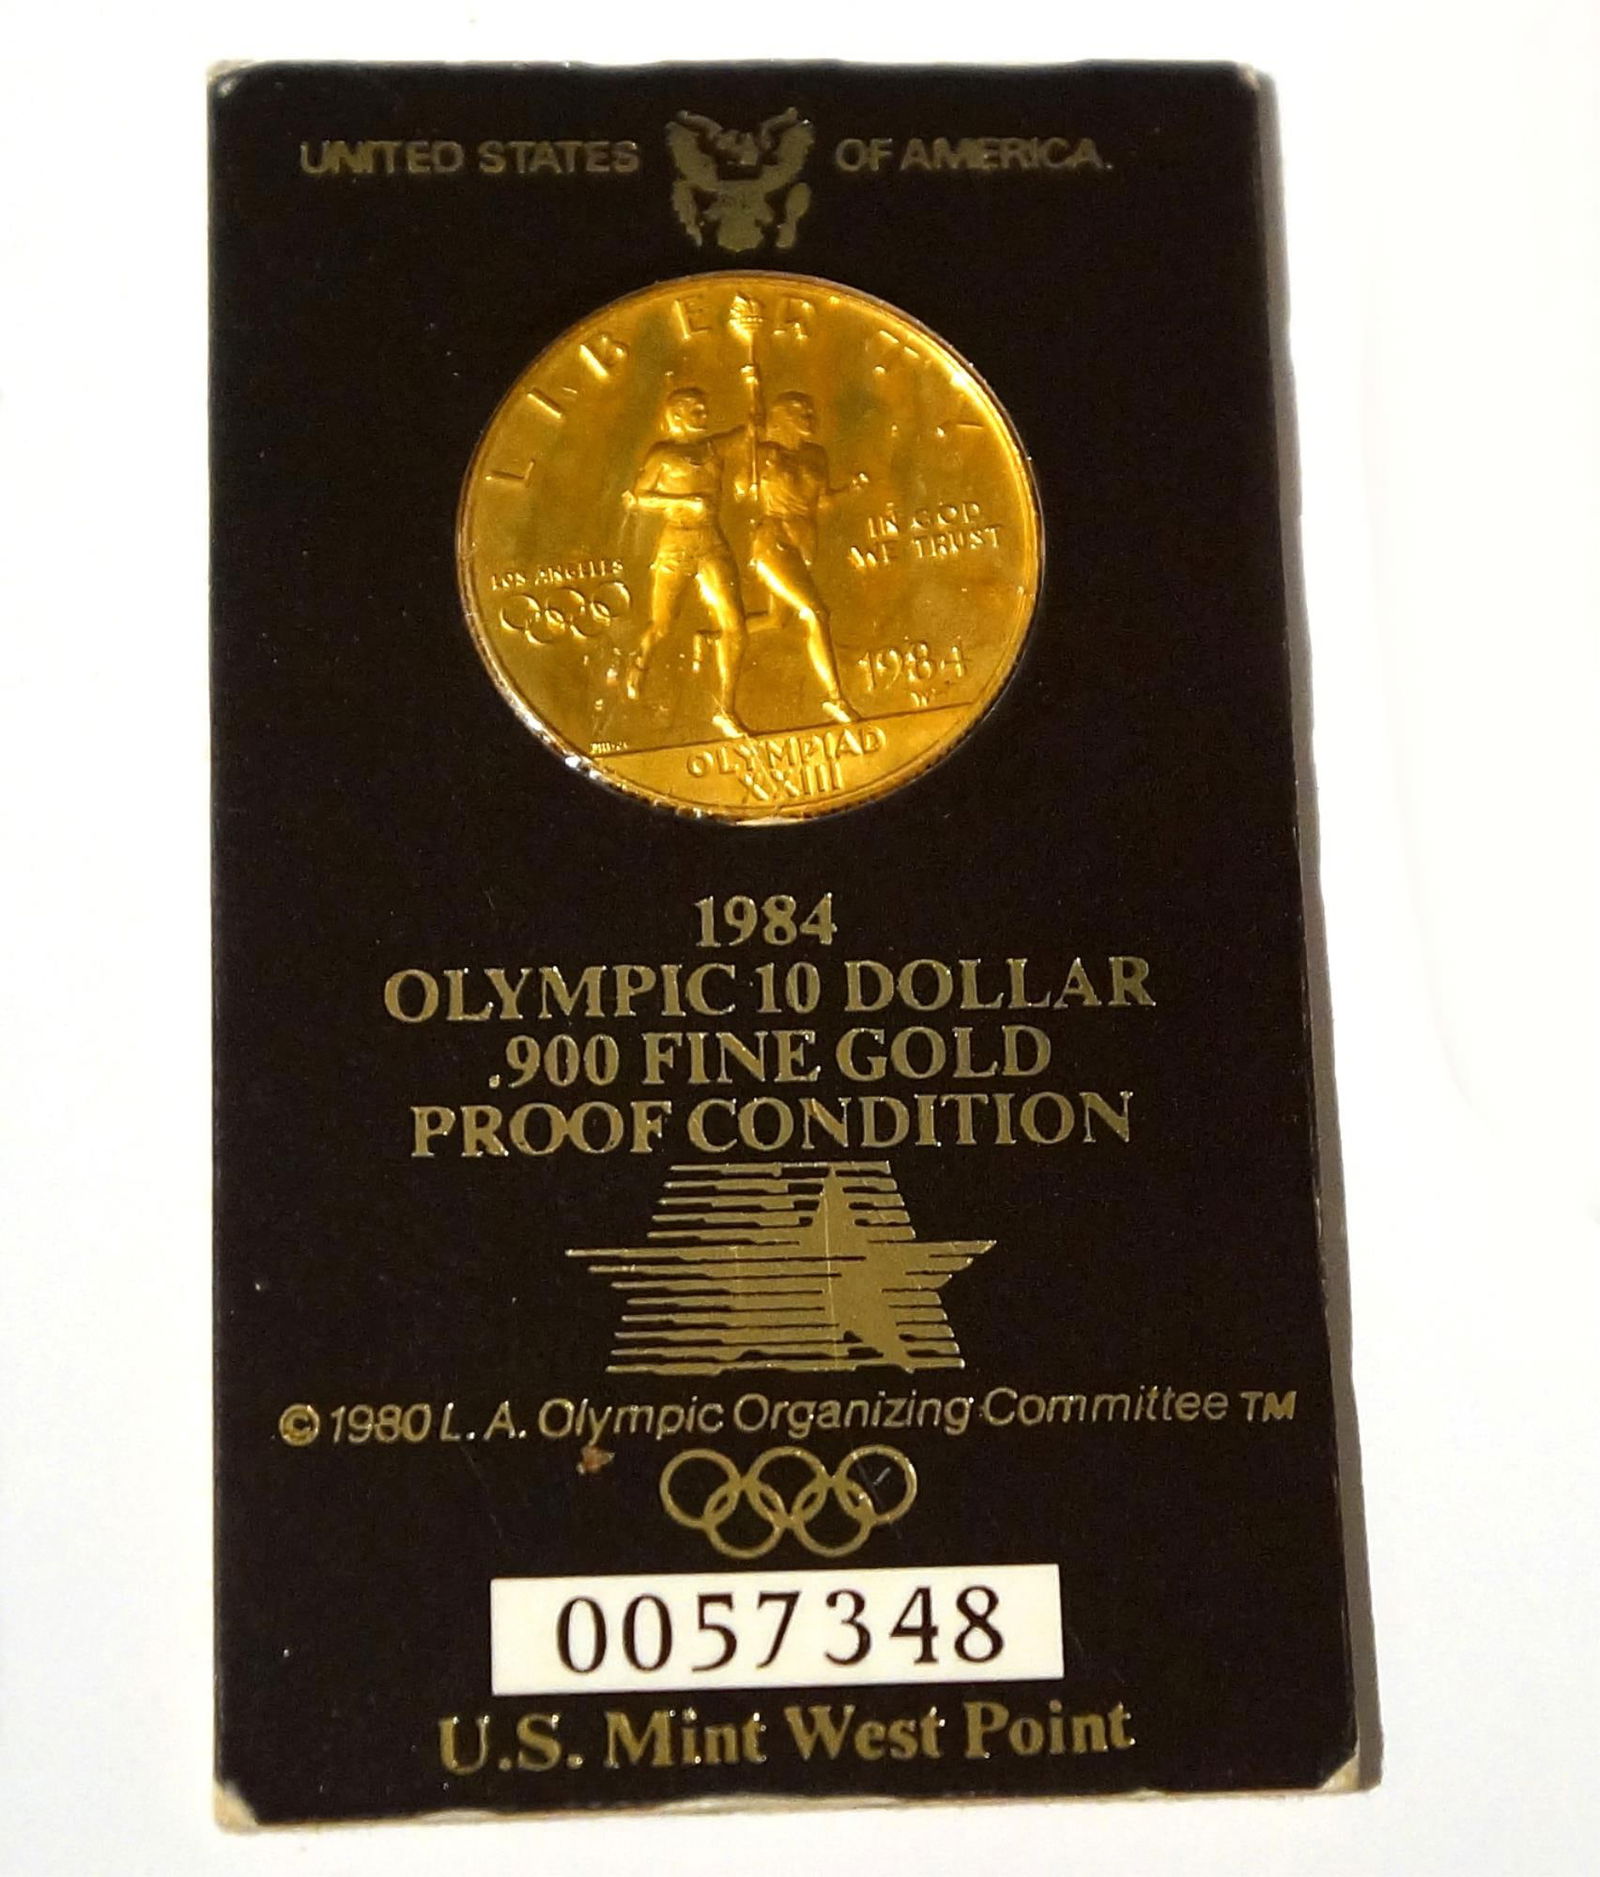 UNITED STATES OF AMERICA.
LIBERTY
IN GOD
WE TRUST
LOS ANGELES
1984
W
OLYMPIAD
XXIII
1984
OLYMPIC 10 DOLLAR
.900 FINE GOLD
PROOF CONDITION
© 1980 L. A. Olympic Organizing Committee TM
0057348
U.S. Mint West Point